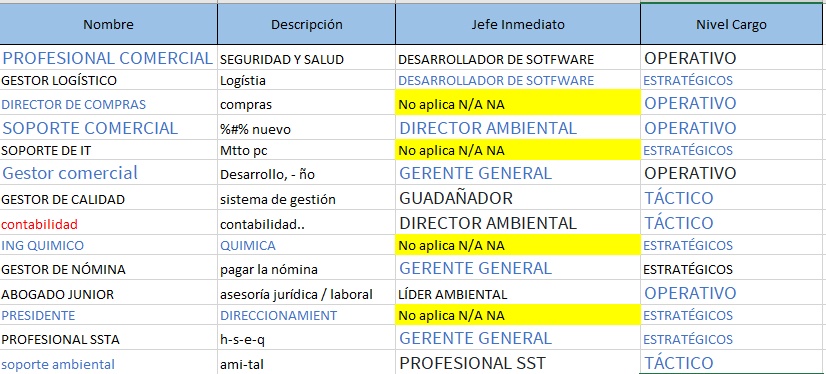 Nombre Descripción Jefe Inmediato Nivel Cargo
PROFESIONAL COMERCIAL SEGURIDAD Y SALUD DESARROLLADOR DE SOTFWARE OPERATIVO
GESTOR LOGÍSTICO Logístia DESARROLLADOR DE SOTFWARE ESTRATÉGICOS
DIRECTOR DE COMPRAS compras No aplica N/A NA OPERATIVO
SOPORTE COMERCIAL %#% nuevo DIRECTOR AMBIENTAL OPERATIVO
SOPORTE DE IT Mtto pc No aplica N/A NA ESTRATÉGICOS
Gestor comercial Desarrollo, - ño GERENTE GENERAL OPERATIVO
GESTOR DE CALIDAD sistema de gestión GUADAÑADOR TÁCTICO
contabilidad contabilidad.. DIRECTOR AMBIENTAL TÁCTICO
ING QUIMICO QUIMICA No aplica N/A NA ESTRATÉGICOS
GESTOR DE NÓMINA pagar la nómina GERENTE GENERAL ESTRATÉGICOS
ABOGADO JUNIOR asesoría jurídica / laboral LÍDER AMBIENTAL OPERATIVO
PRESIDENTE DIRECCIONAMIENT No aplica N/A NA ESTRATÉGICOS
PROFESIONAL SSTA h-s-e-q GERENTE GENERAL ESTRATÉGICOS
soporte ambiental ami-tal PROFESIONAL SST TÁCTICO